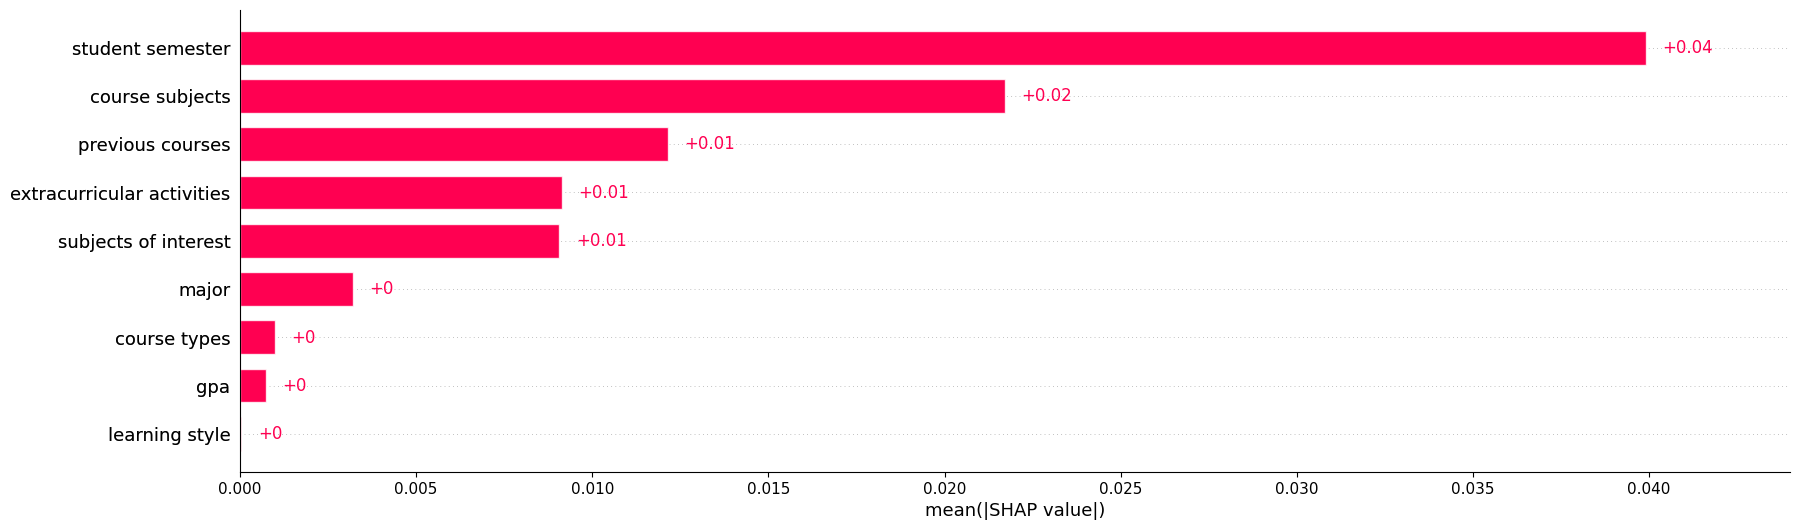 student semester +0.04
course subjects +0.02
previous courses +0.01
extracurricular activities +0.01
subjects of interest +0.01
major +0
course types +0
gpa +0
learning style +0
0.000 0.005 0.010 0.015 0.020 0.025 0.030 0.035 0.040
mean(|SHAP value|)